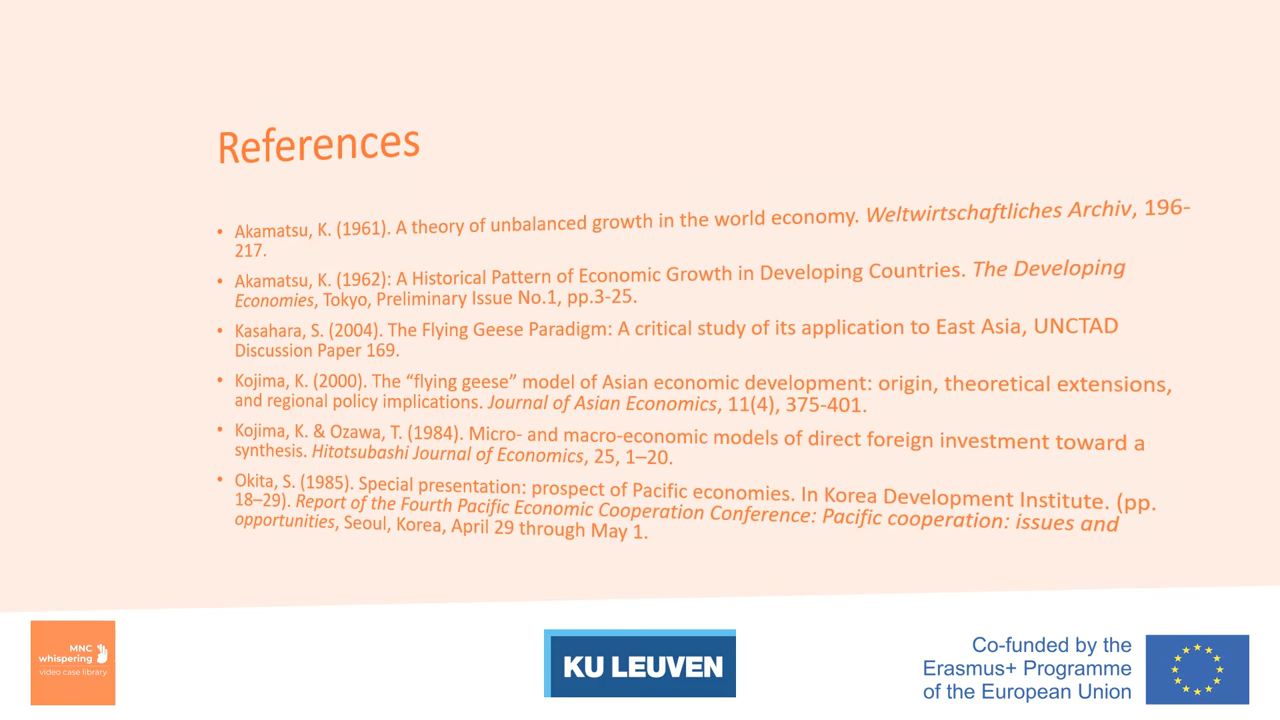 References
• Akamatsu, K. (1961). A theory of unbalanced growth in the world economy. Weltwirtschaftliches Archiv, 196-
217.
• Akamatsu, K. (1962): A Historical Pattern of Economic Growth in Developing Countries. The Developing
Economies, Tokyo, Preliminary Issue No.1, pp.3-25.
• Kasahara, S. (2004). The Flying Geese Paradigm: A critical study of its application to East Asia, UNCTAD
Discussion Paper 169.
• Kojima, K. (2000). The “flying geese” model of Asian economic development: origin, theoretical extensions,
and regional policy implications. Journal of Asian Economics, 11(4), 375-401.
• Kojima, K. & Ozawa, T. (1984). Micro- and macro-economic models of direct foreign investment toward a
synthesis. Hitotsubashi Journal of Economics, 25, 1–20.
• Okita, S. (1985). Special presentation: prospect of Pacific economies. In Korea Development Institute. (pp.
18–29). Report of the Fourth Pacific Economic Cooperation Conference: Pacific cooperation: issues and
opportunities, Seoul, Korea, April 29 through May 1.
MNC
whispering
video case library
KU LEUVEN
Co-funded by the
Erasmus+ Programme
of the European Union